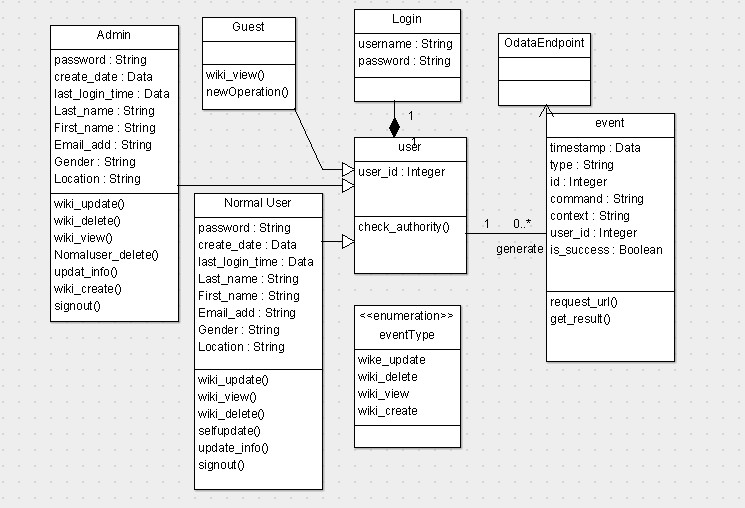 Admin
password : String
create_date : Data
last_login_time : Data
Last_name : String
First_name : String
Email_add : String
Gender : String
Location : String
wiki_update()
wiki_delete()
wiki_view()
Nomaluser_delete()
updat_info()
wiki_create()
signout()
Guest
wiki_view()
newOperation()
Login
username : String
password : String
OdataEndpoint
1
1
user
user_id : Integer
check_authority()
1
0..*
generate
event
timestamp : Data
type : String
id : Integer
command : String
context : String
user_id : Integer
is_success : Boolean
request_url()
get_result()
Normal User
password : String
create_date : Data
last_login_time : Data
Last_name : String
First_name : String
Email_add : String
Gender : String
Location : String
wiki_update()
wiki_view()
wiki_delete()
selfupdate()
update_info()
signout()
<<enumeration>>
eventType
wike_update
wiki_delete
wiki_view
wiki_create